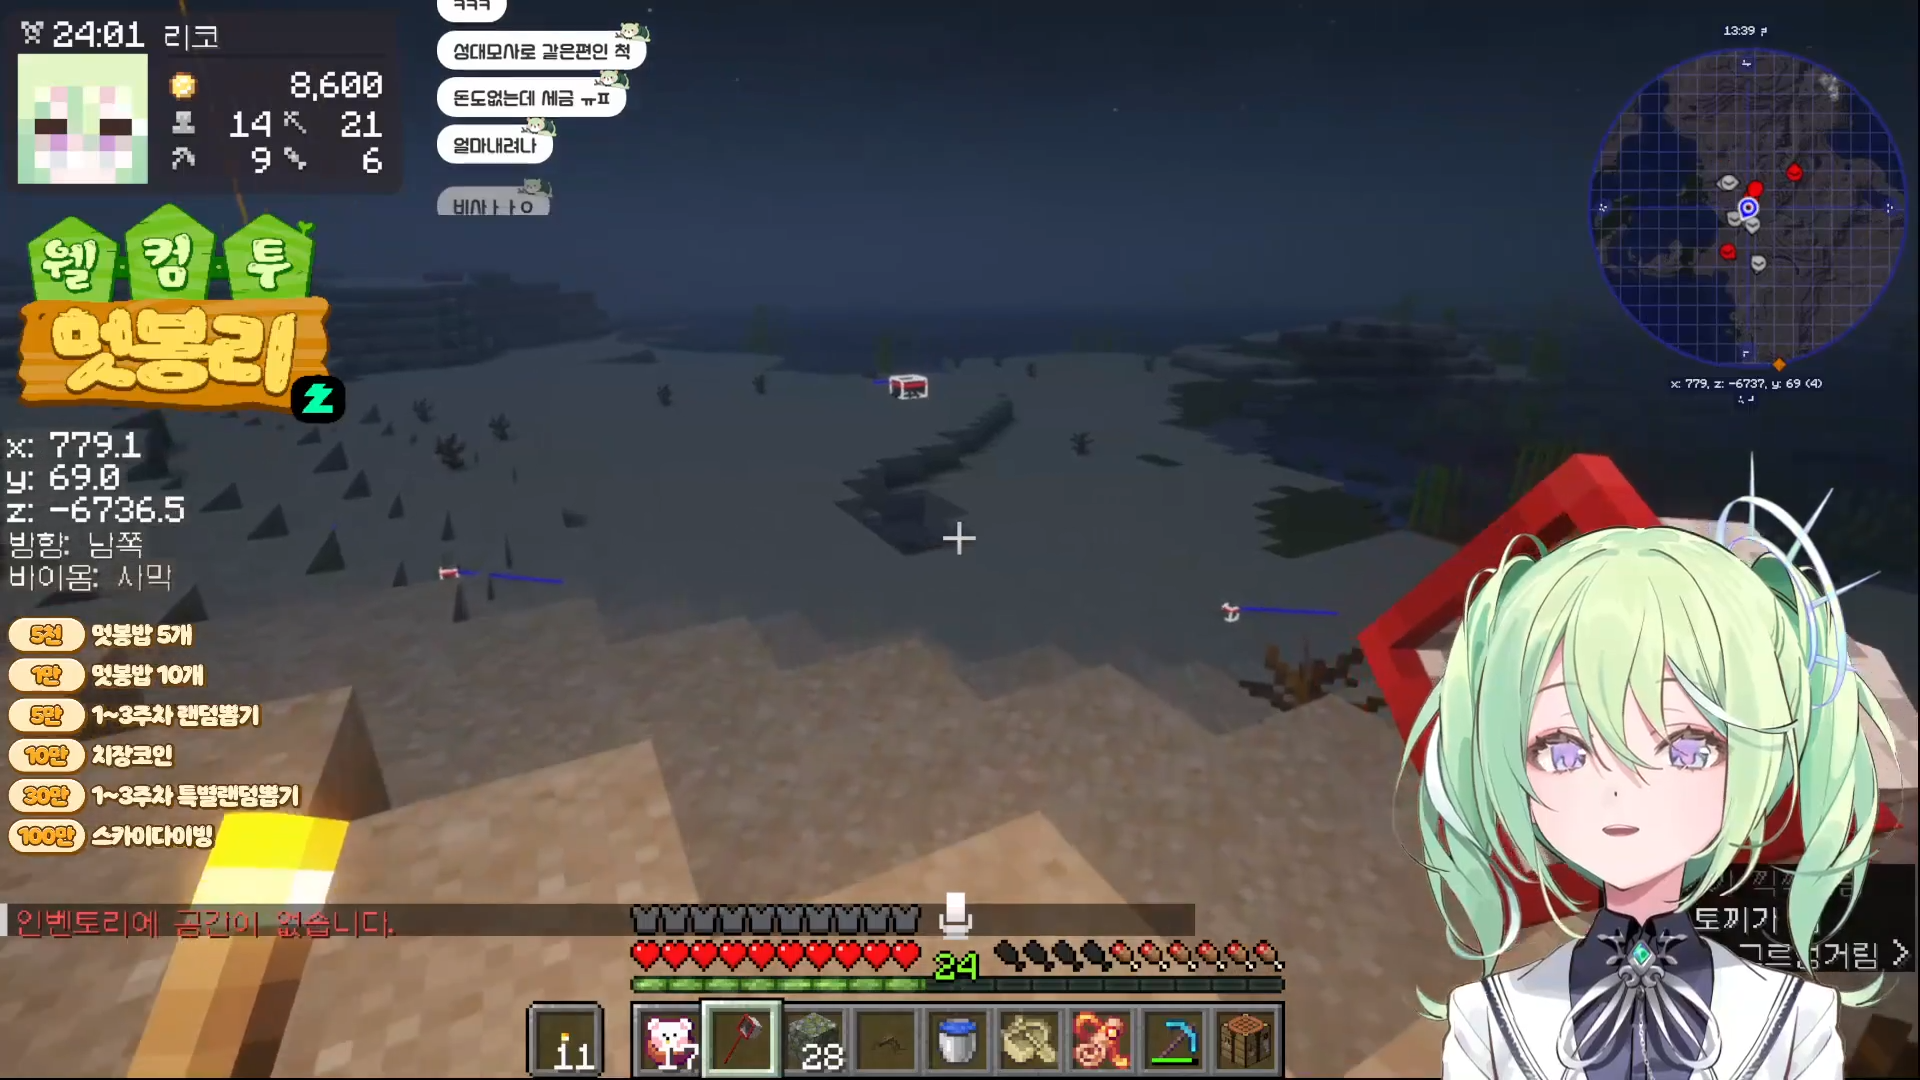 24:01 리코
8,600
14 21
9 6
ㅋㅋㅋ
성대모사로 같은편인 척
돈도없는데 세금 ㅠㅠ
얼마내려나
웰컴투
멋봉리
x: 779.1
y: 69.0
z: -6736.5
방향: 남쪽
바이옴: 사막
5천 멋봉밥 5개
1만 멋봉밥 10개
5만 1~3주차 랜덤뽑기
10만 치장코인
30만 1~3주차 특별랜덤뽑기
100만 스카이다이빙
인벤토리에 공간이 없습니다.
13:39
x: 779, z: -6737, y: 69 (4)
토끼가
그르렁거림 >
24
11
17
28